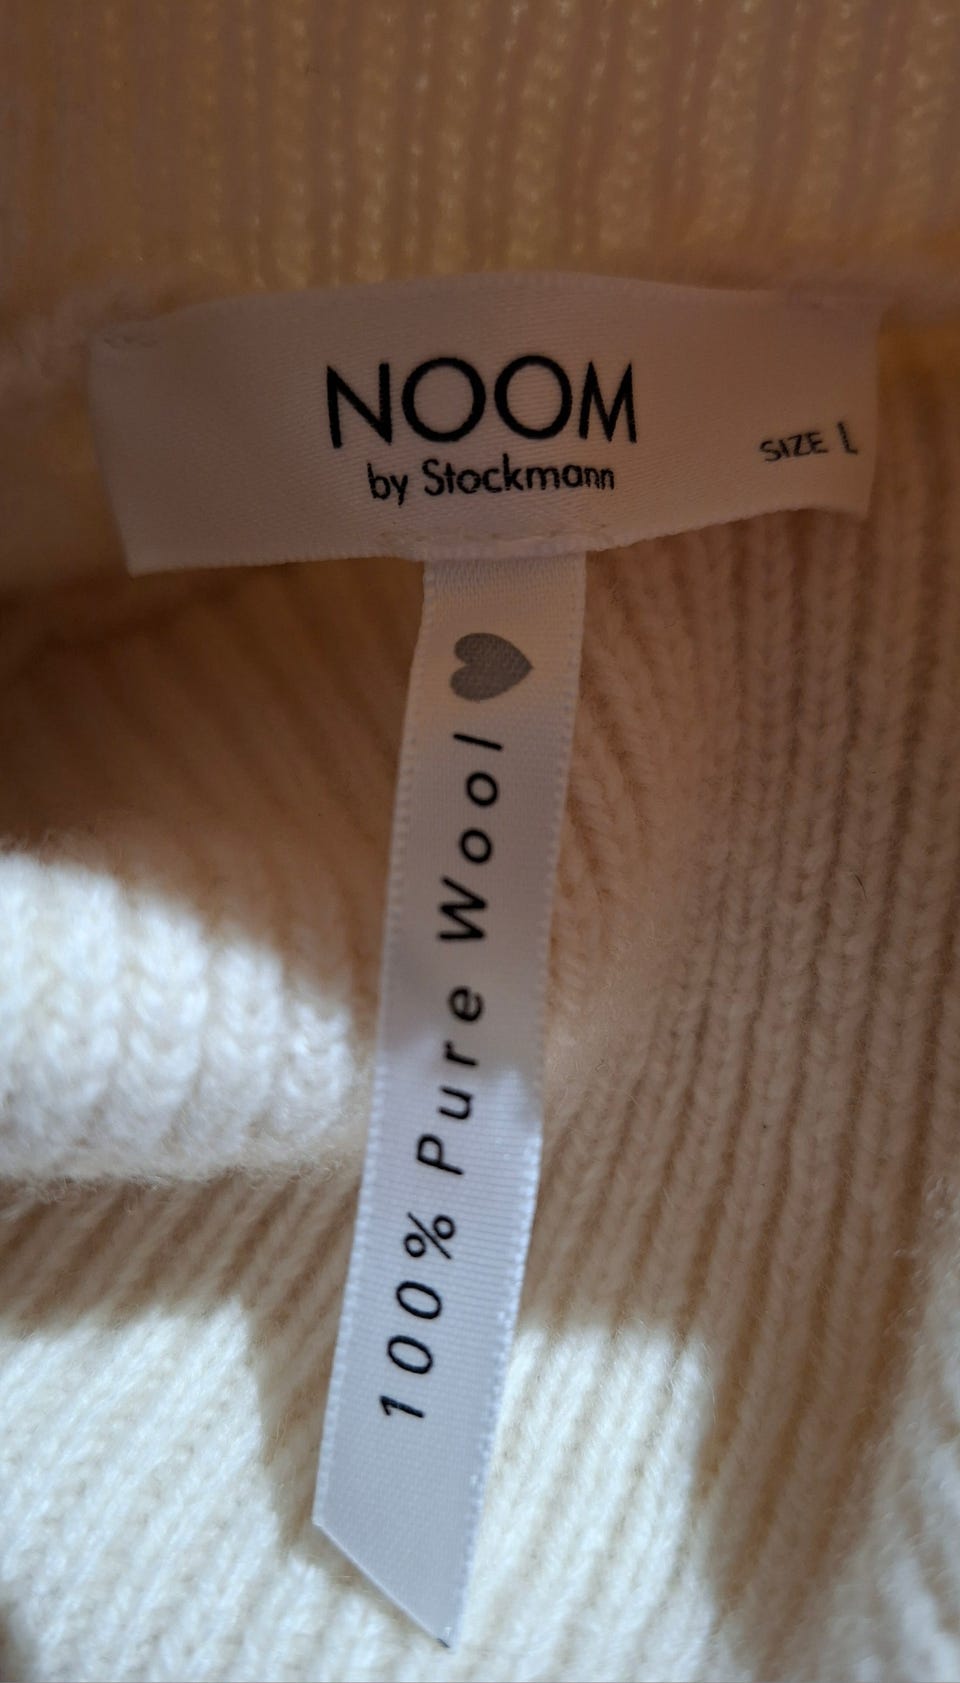 NOOM
by Stockmann
SIZE L
100% Pure Wool